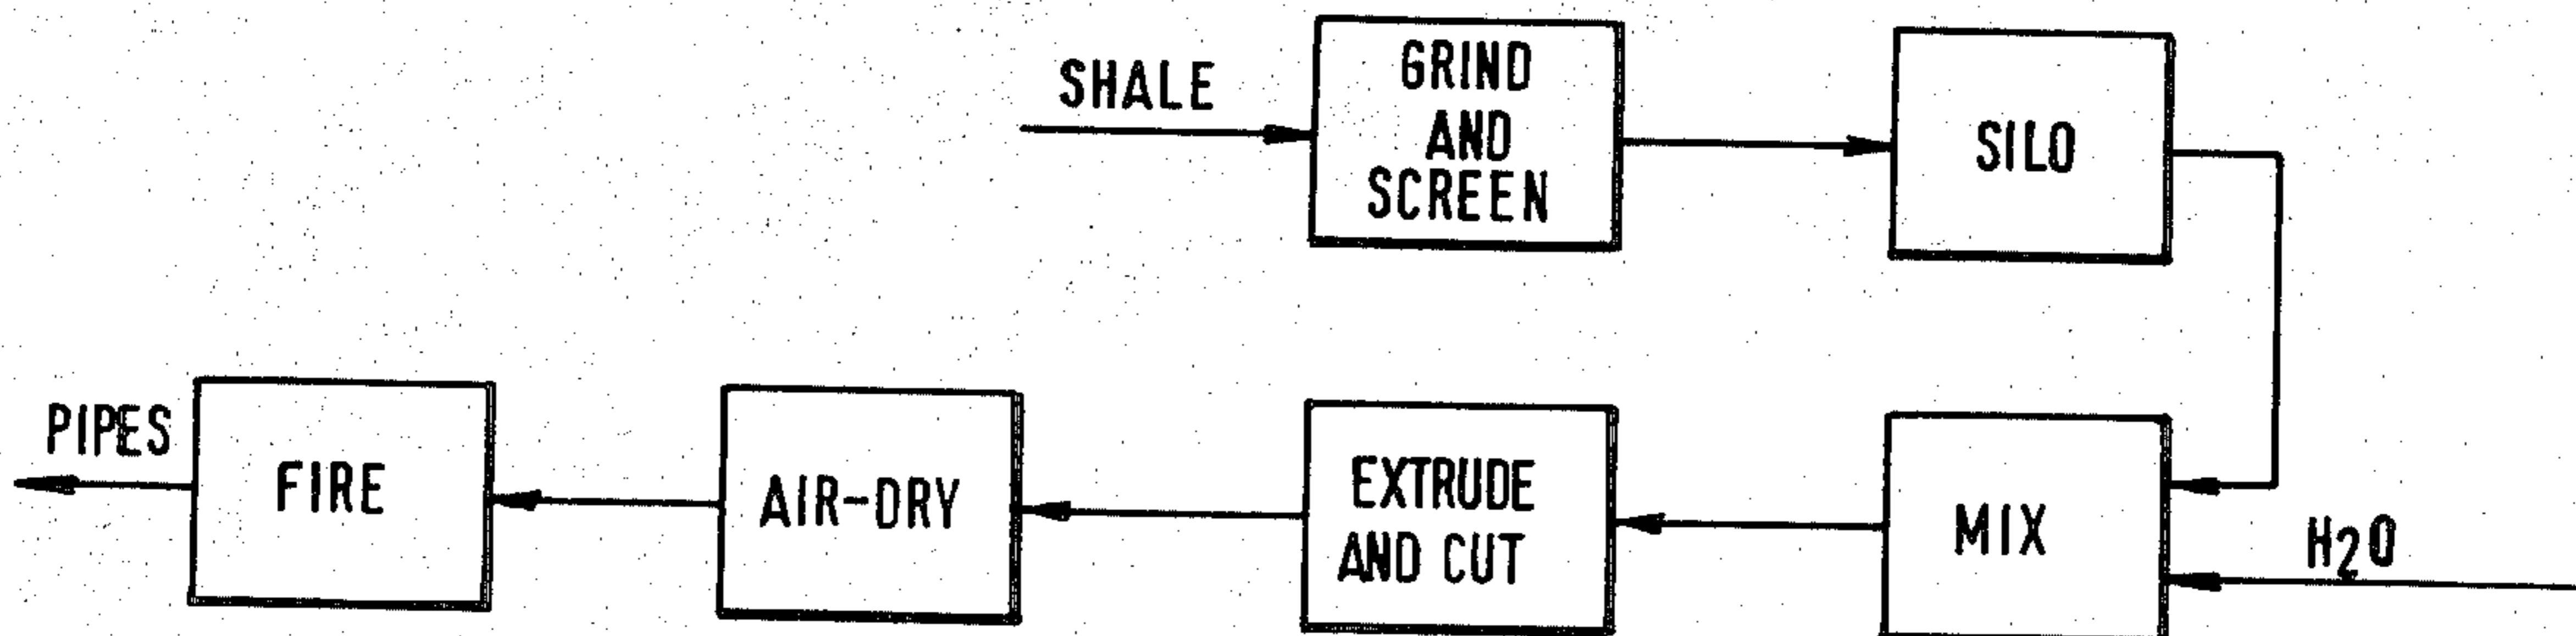 SHALE
GRIND
AND
SCREEN
SILO
PIPES
FIRE
AIR-DRY
EXTRUDE
AND CUT
MIX
H2O